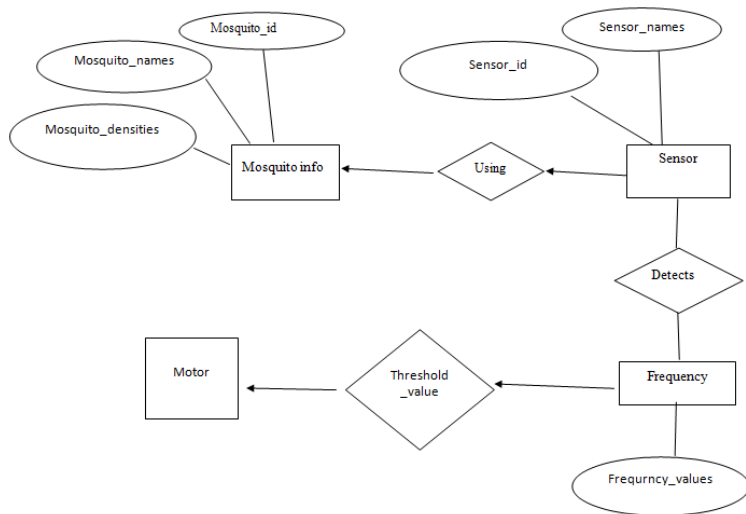 Mosquito_id
Sensor_names
Mosquito_names
Sensor_id
Mosquito_densities
Mosquito info
Using
Sensor
Detects
Motor
Threshold
_value
Frequency
Frequrncy_values